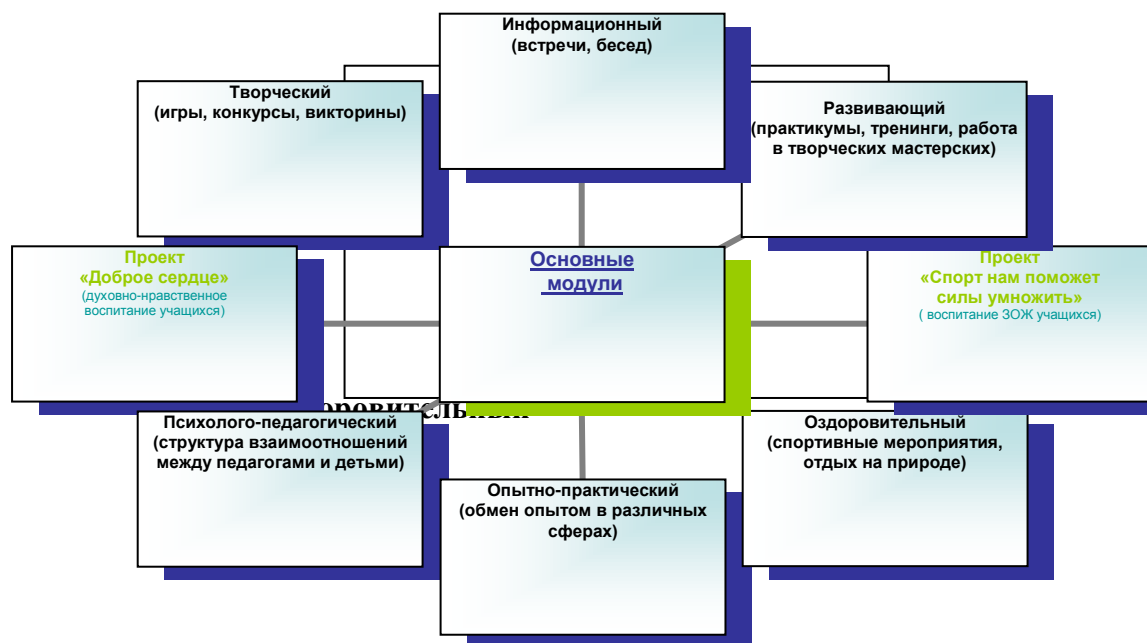 Информационный
(встречи, бесед)
Творческий
(игры, конкурсы, викторины)
Развивающий
(практикумы, тренинги, работа
в творческих мастерских)
Проект
«Доброе сердце»
(духовно-нравственное
воспитание учащихся)
Основные
модули
Проект
«Спорт нам поможет
силы умножить»
( воспитание ЗОЖ учащихся)
Психолого-педагогический
(структура взаимоотношений
между педагогами и детьми)
Оздоровительный
(спортивные мероприятия,
отдых на природе)
Опытно-практический
(обмен опытом в различных
сферах)